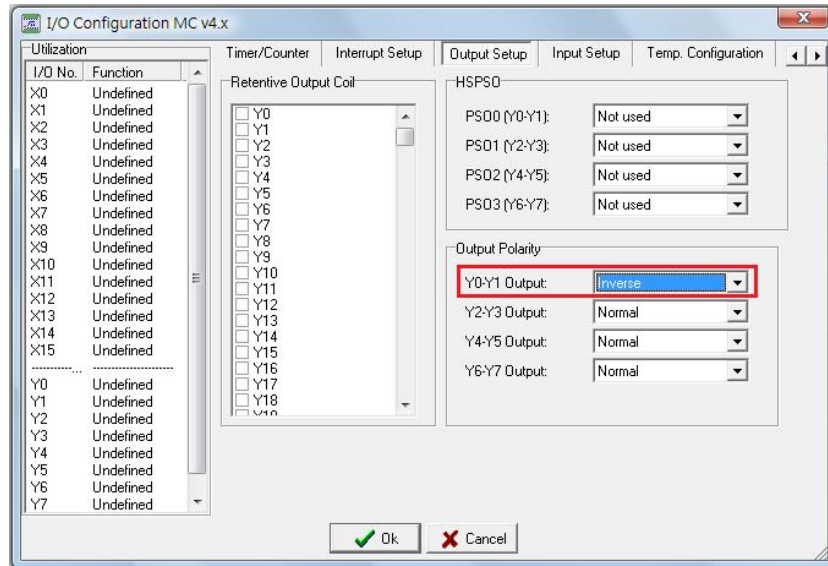 I/O Configuration MC v4.x
Utilization
I/O No. Function
X0 Undefined
X1 Undefined
X2 Undefined
X3 Undefined
X4 Undefined
X5 Undefined
X6 Undefined
X7 Undefined
X8 Undefined
X9 Undefined
X10 Undefined
X11 Undefined
X12 Undefined
X13 Undefined
X14 Undefined
X15 Undefined
-----------... ----------------------
Y0 Undefined
Y1 Undefined
Y2 Undefined
Y3 Undefined
Y4 Undefined
Y5 Undefined
Y6 Undefined
Y7 Undefined
Timer/Counter Interrupt Setup Output Setup Input Setup Temp. Configuration
Retentive Output Coil
Y0
Y1
Y2
Y3
Y4
Y5
Y6
Y7
Y8
Y9
Y10
Y11
Y12
Y13
Y14
Y15
Y16
Y17
Y18
Y19
HSPSO
PSO0 (Y0-Y1): Not used
PSO1 (Y2-Y3): Not used
PSO2 (Y4-Y5): Not used
PSO3 (Y6-Y7): Not used
Output Polarity
Y0-Y1 Output: Inverse
Y2-Y3 Output: Normal
Y4-Y5 Output: Normal
Y6-Y7 Output: Normal
Ok Cancel